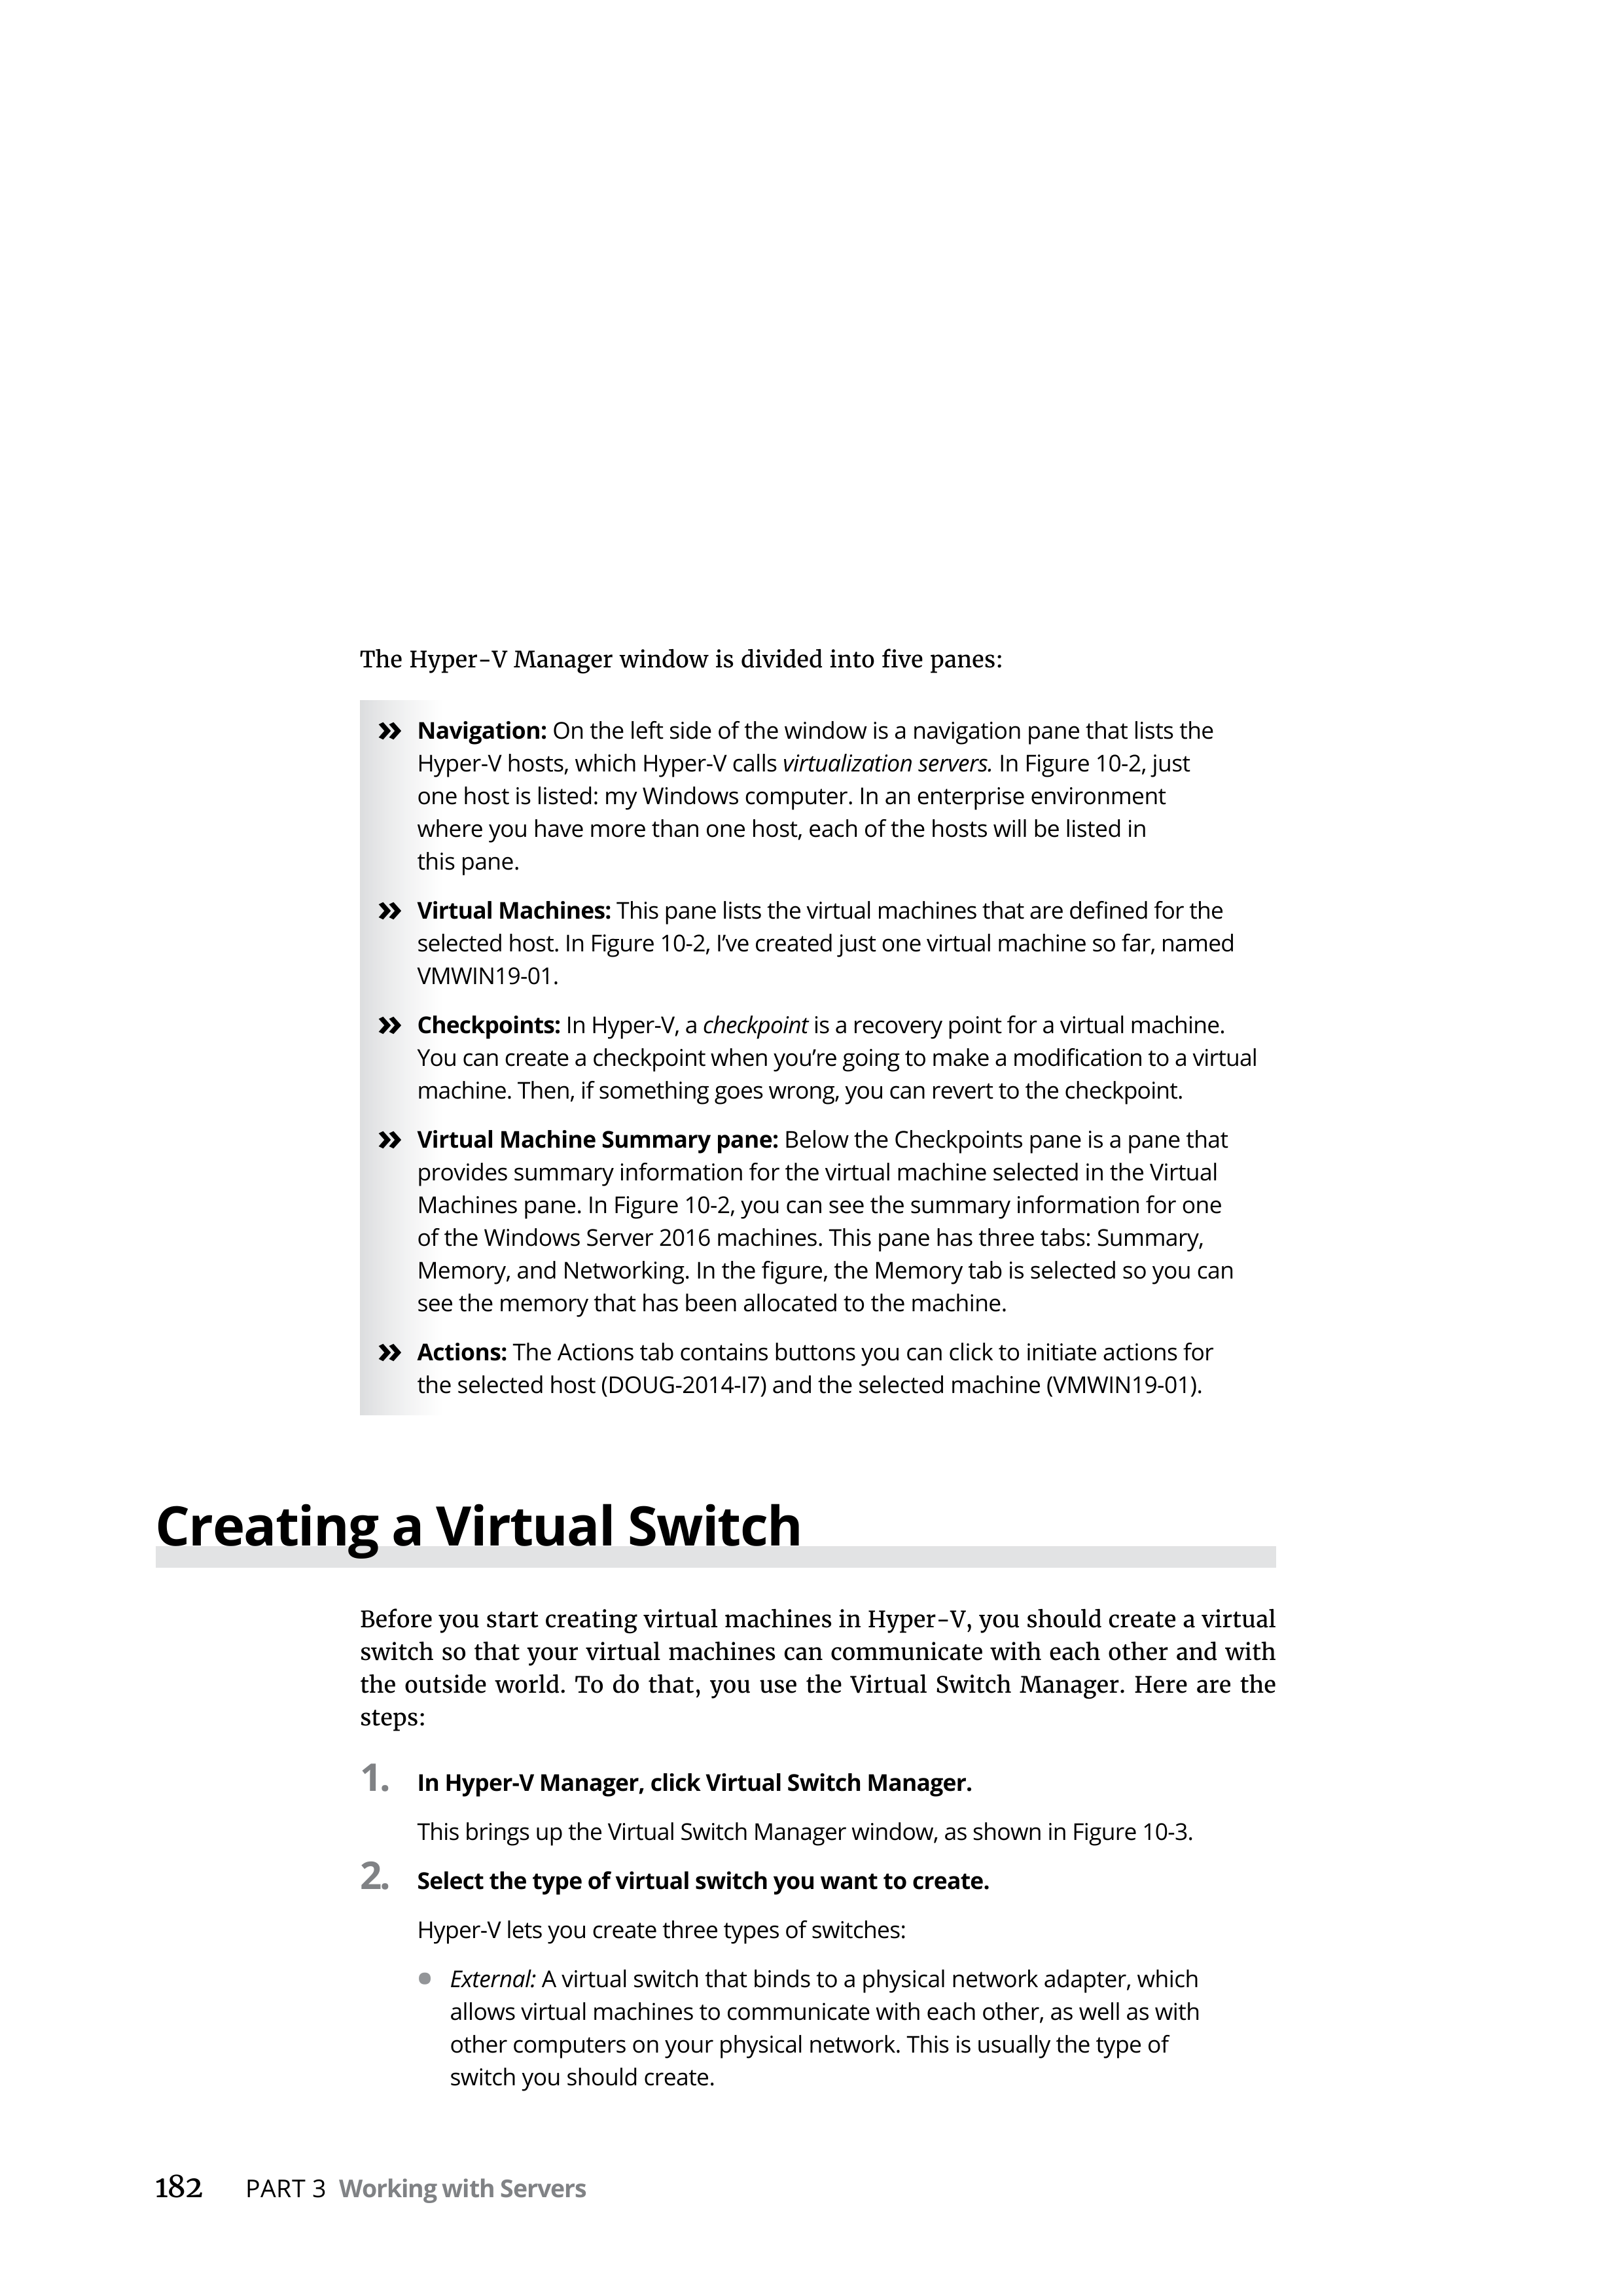 The Hyper-V Manager window is divided into five panes:
» Navigation: On the left side of the window is a navigation pane that lists the
Hyper-V hosts, which Hyper-V calls virtualization servers. In Figure 10-2, just
one host is listed: my Windows computer. In an enterprise environment
where you have more than one host, each of the hosts will be listed in
this pane.
» Virtual Machines: This pane lists the virtual machines that are defined for the
selected host. In Figure 10-2, I’ve created just one virtual machine so far, named
VMWIN19-01.
» Checkpoints: In Hyper-V, a checkpoint is a recovery point for a virtual machine.
You can create a checkpoint when you’re going to make a modification to a virtual
machine. Then, if something goes wrong, you can revert to the checkpoint.
» Virtual Machine Summary pane: Below the Checkpoints pane is a pane that
provides summary information for the virtual machine selected in the Virtual
Machines pane. In Figure 10-2, you can see the summary information for one
of the Windows Server 2016 machines. This pane has three tabs: Summary,
Memory, and Networking. In the figure, the Memory tab is selected so you can
see the memory that has been allocated to the machine.
» Actions: The Actions tab contains buttons you can click to initiate actions for
the selected host (DOUG-2014-I7) and the selected machine (VMWIN19-01).
Creating a Virtual Switch
Before you start creating virtual machines in Hyper-V, you should create a virtual
switch so that your virtual machines can communicate with each other and with
the outside world. To do that, you use the Virtual Switch Manager. Here are the
steps:
1. In Hyper-V Manager, click Virtual Switch Manager.
This brings up the Virtual Switch Manager window, as shown in Figure 10-3.
2. Select the type of virtual switch you want to create.
Hyper-V lets you create three types of switches:
• External: A virtual switch that binds to a physical network adapter, which
allows virtual machines to communicate with each other, as well as with
other computers on your physical network. This is usually the type of
switch you should create.
182 PART 3 Working with Servers